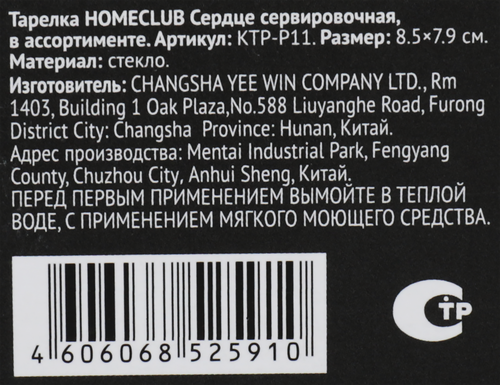 Тарелка HOMECLUB Сердце сервировочная,
в ассортименте. Артикул: KTP-P11. Размер: 8.5×7.9 см.
Материал: стекло.
Изготовитель: CHANGSHA YEE WIN COMPANY LTD., Rm
1403, Building 1 Oak Plaza,No.588 Liuyanghe Road, Furong
District City: Changsha Province: Hunan, Китай.
Адрес производства: Mentai Industrial Park, Fengyang
County, Chuzhou City, Anhui Sheng, Китай.
ПЕРЕД ПЕРВЫМ ПРИМЕНЕНИЕМ ВЫМОЙТЕ В ТЕПЛОЙ
ВОДЕ, С ПРИМЕНЕНИЕМ МЯГКОГО МОЮЩЕГО СРЕДСТВА.
4 606068 525910
СТР